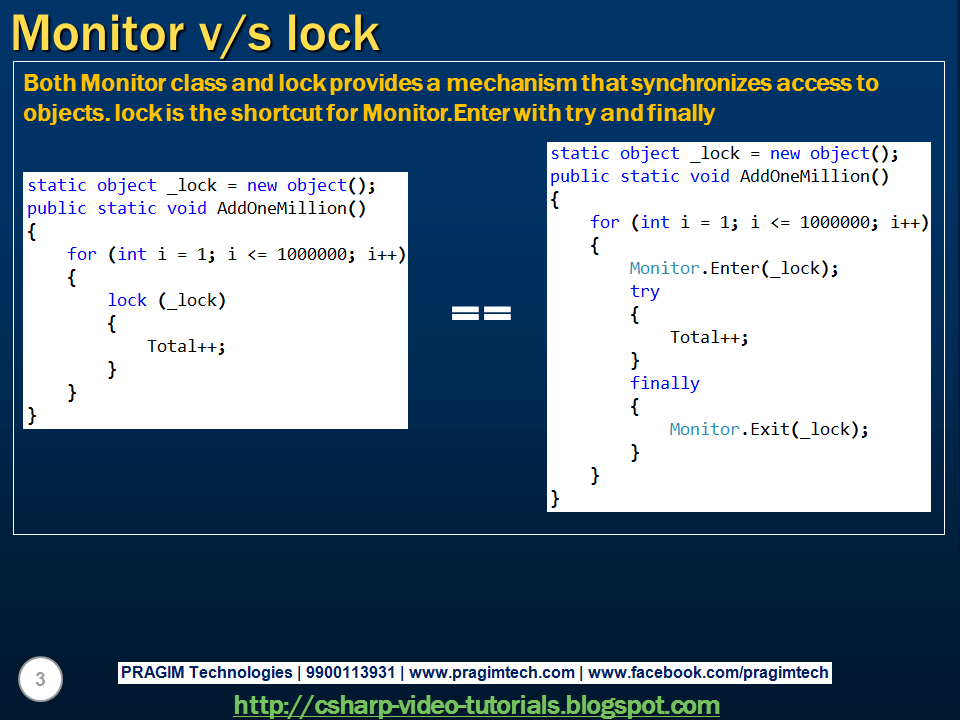 Monitor v/s lock
Both Monitor class and lock provides a mechanism that synchronizes access to
objects. lock is the shortcut for Monitor.Enter with try and finally
static object _lock = new object();
public static void AddOneMillion()
{
    for (int i = 1; i <= 1000000; i++)
    {
        lock (_lock)
        {
            Total++;
        }
    }
}
==
static object _lock = new object();
public static void AddOneMillion()
{
    for (int i = 1; i <= 1000000; i++)
    {
        Monitor.Enter(_lock);
        try
        {
            Total++;
        }
        finally
        {
            Monitor.Exit(_lock);
        }
    }
}
3
PRAGIM Technologies | 9900113931 | www.pragimtech.com | www.facebook.com/pragimtech
http://csharp-video-tutorials.blogspot.com